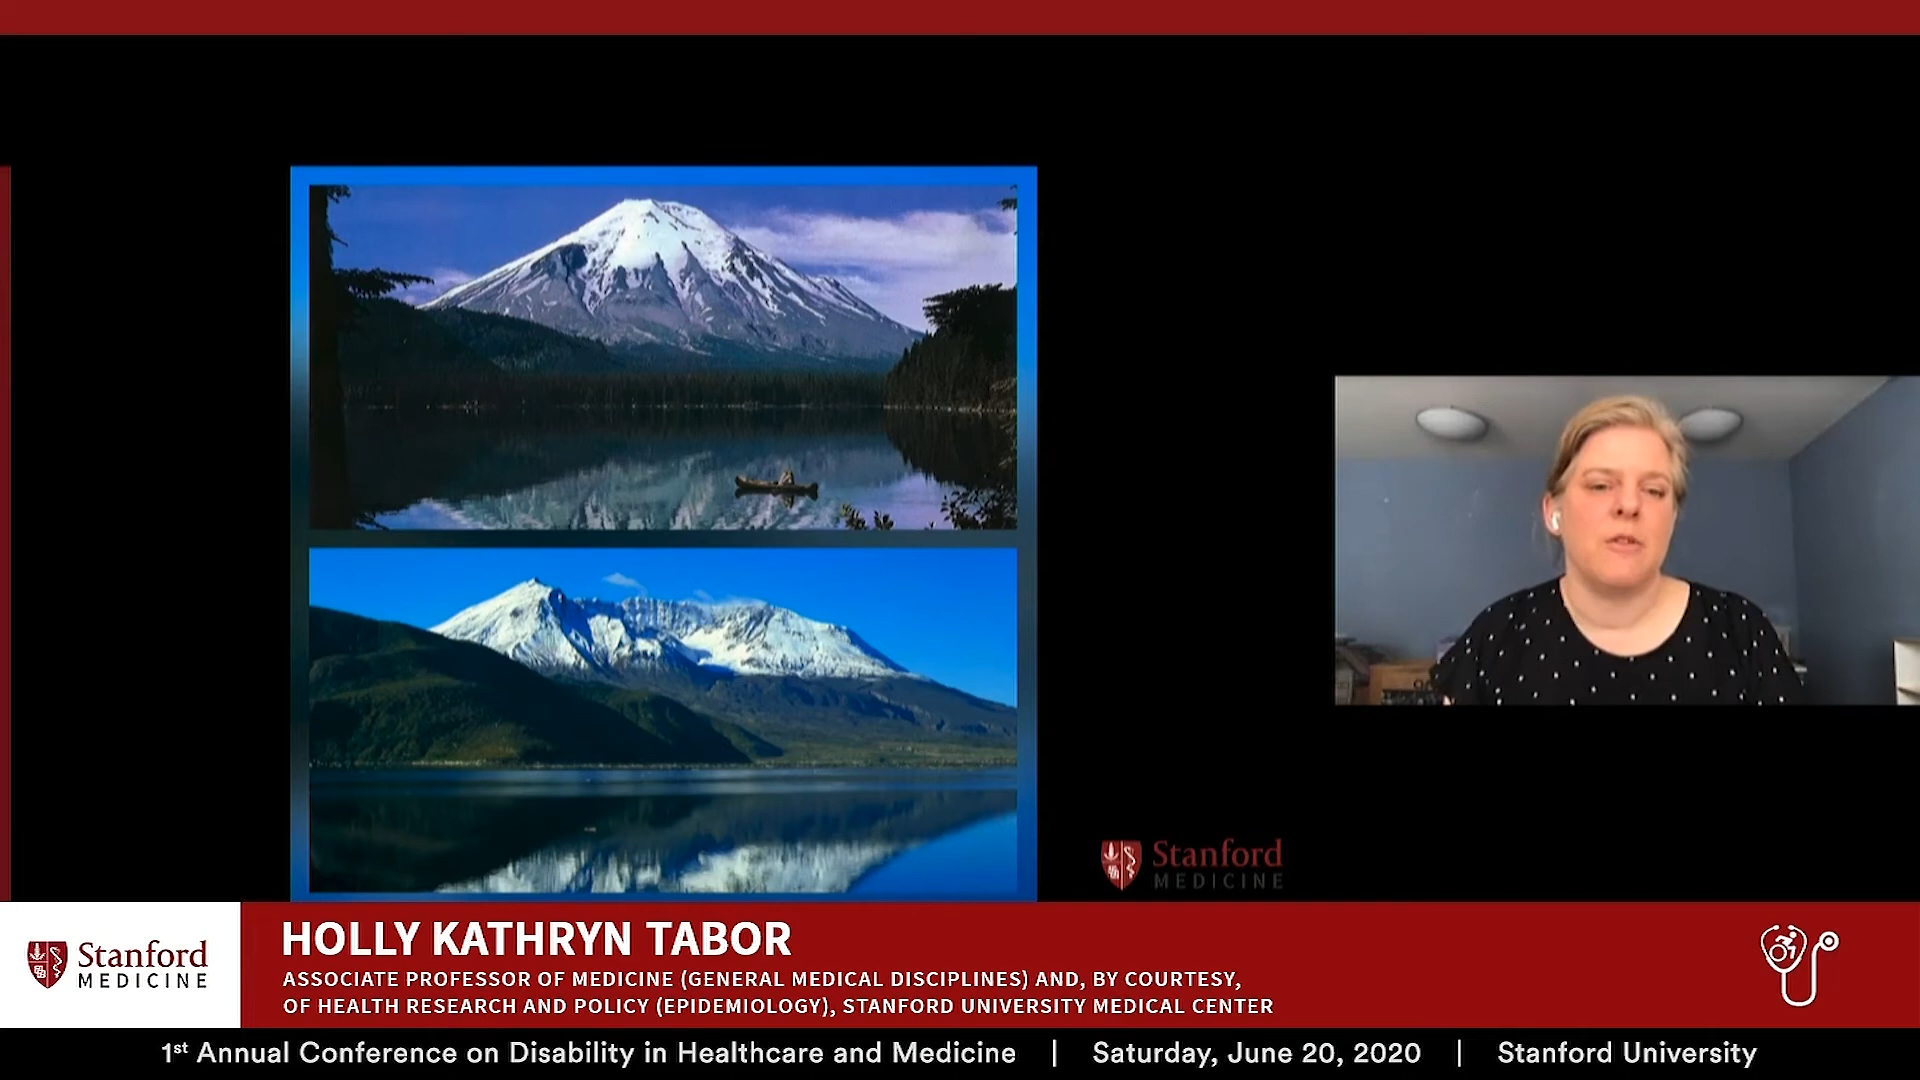 Stanford
MEDICINE
Stanford
MEDICINE
HOLLY KATHRYN TABOR
ASSOCIATE PROFESSOR OF MEDICINE (GENERAL MEDICAL DISCIPLINES) AND, BY COURTESY,
OF HEALTH RESEARCH AND POLICY (EPIDEMIOLOGY), STANFORD UNIVERSITY MEDICAL CENTER
1st Annual Conference on Disability in Healthcare and Medicine | Saturday, June 20, 2020 | Stanford University